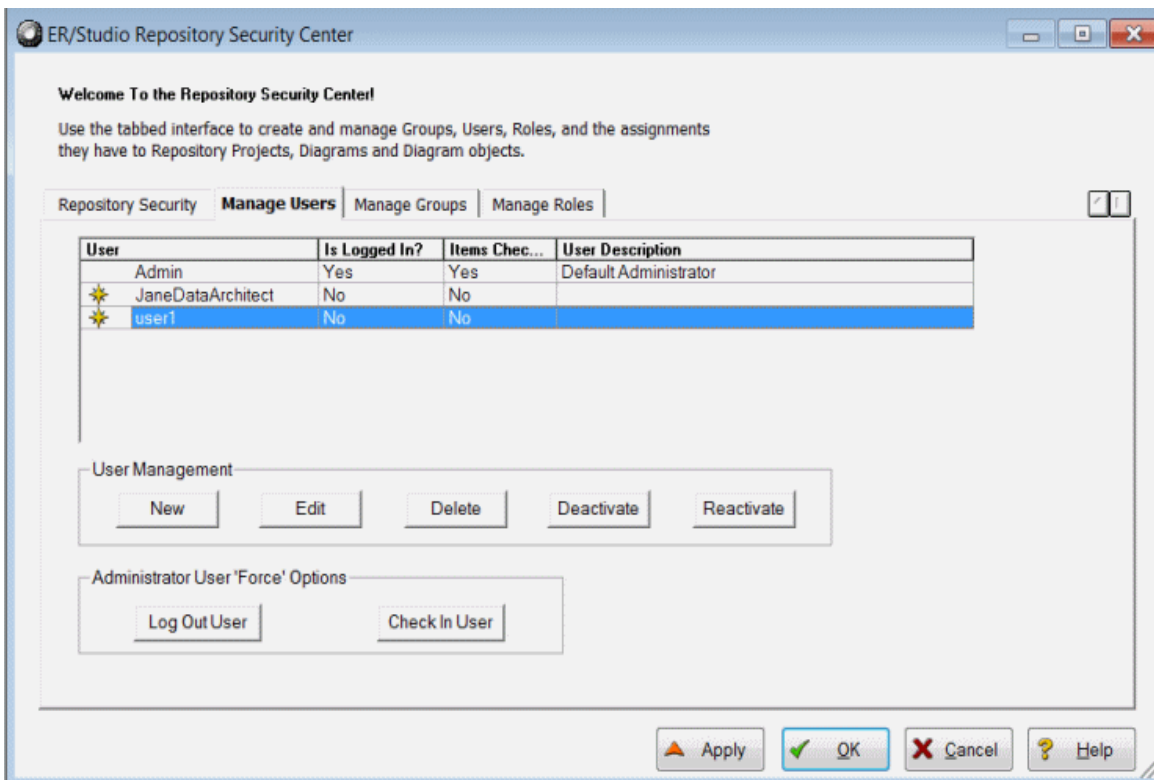 ER/Studio Repository Security Center
Welcome To the Repository Security Center!
Use the tabbed interface to create and manage Groups, Users, Roles, and the assignments
they have to Repository Projects, Diagrams and Diagram objects.
Repository Security Manage Users Manage Groups Manage Roles
User Is Logged In? Items Chec... User Description
Admin Yes Yes Default Administrator
JaneDataArchitect No No
user1 No No
User Management
New Edit Delete Deactivate Reactivate
Administrator User 'Force' Options
Log Out User Check In User
Apply OK Cancel Help